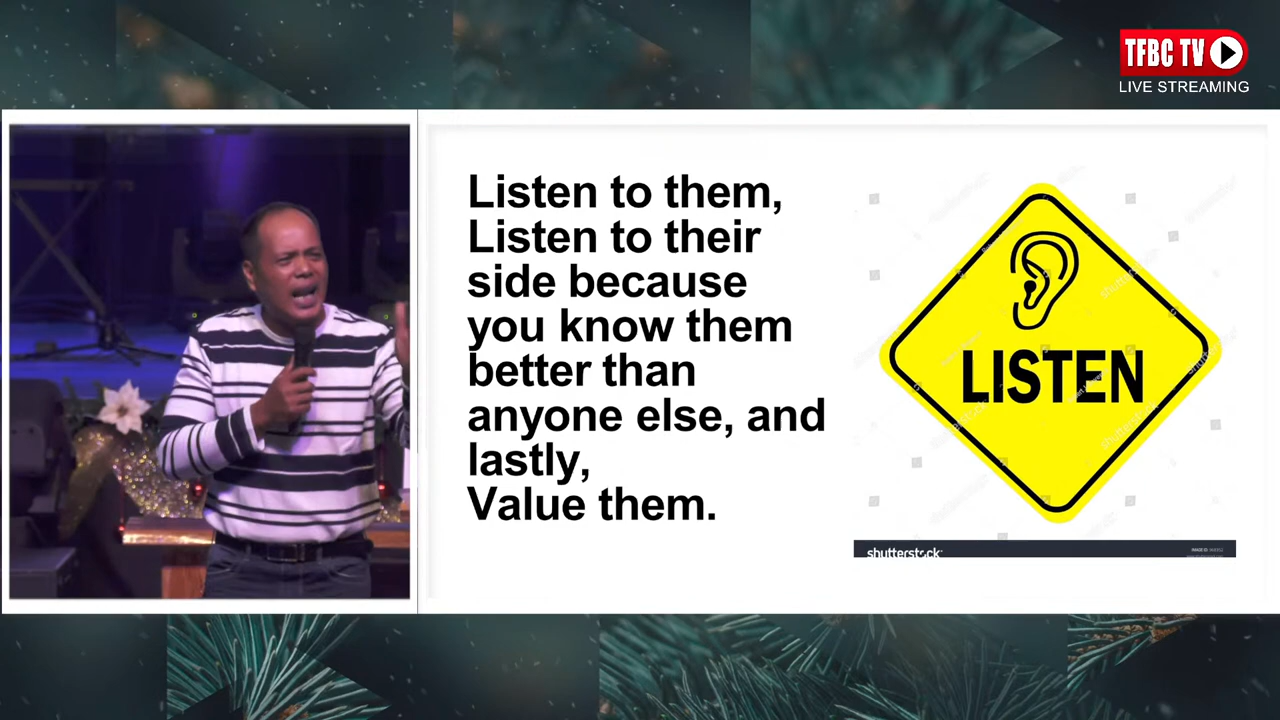 TFBC TV
LIVE STREAMING
Listen to them,
Listen to their
side because
you know them
better than
anyone else, and
lastly,
Value them.
LISTEN
shutterstock